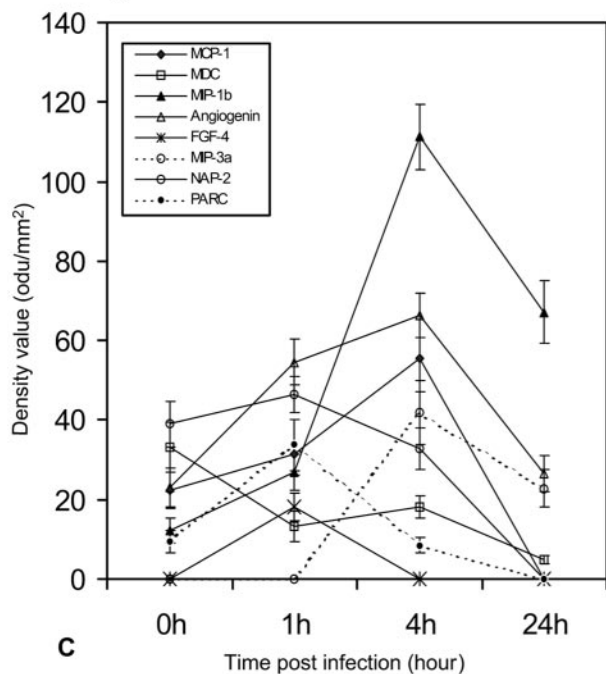 140
120
100
80
60
40
20
0
Density value (odu/mm²)
MCP-1
MDC
MIP-1b
Angiogenin
FGF-4
MIP-3a
NAP-2
PARC
0h 1h 4h 24h
C
Time post infection (hour)